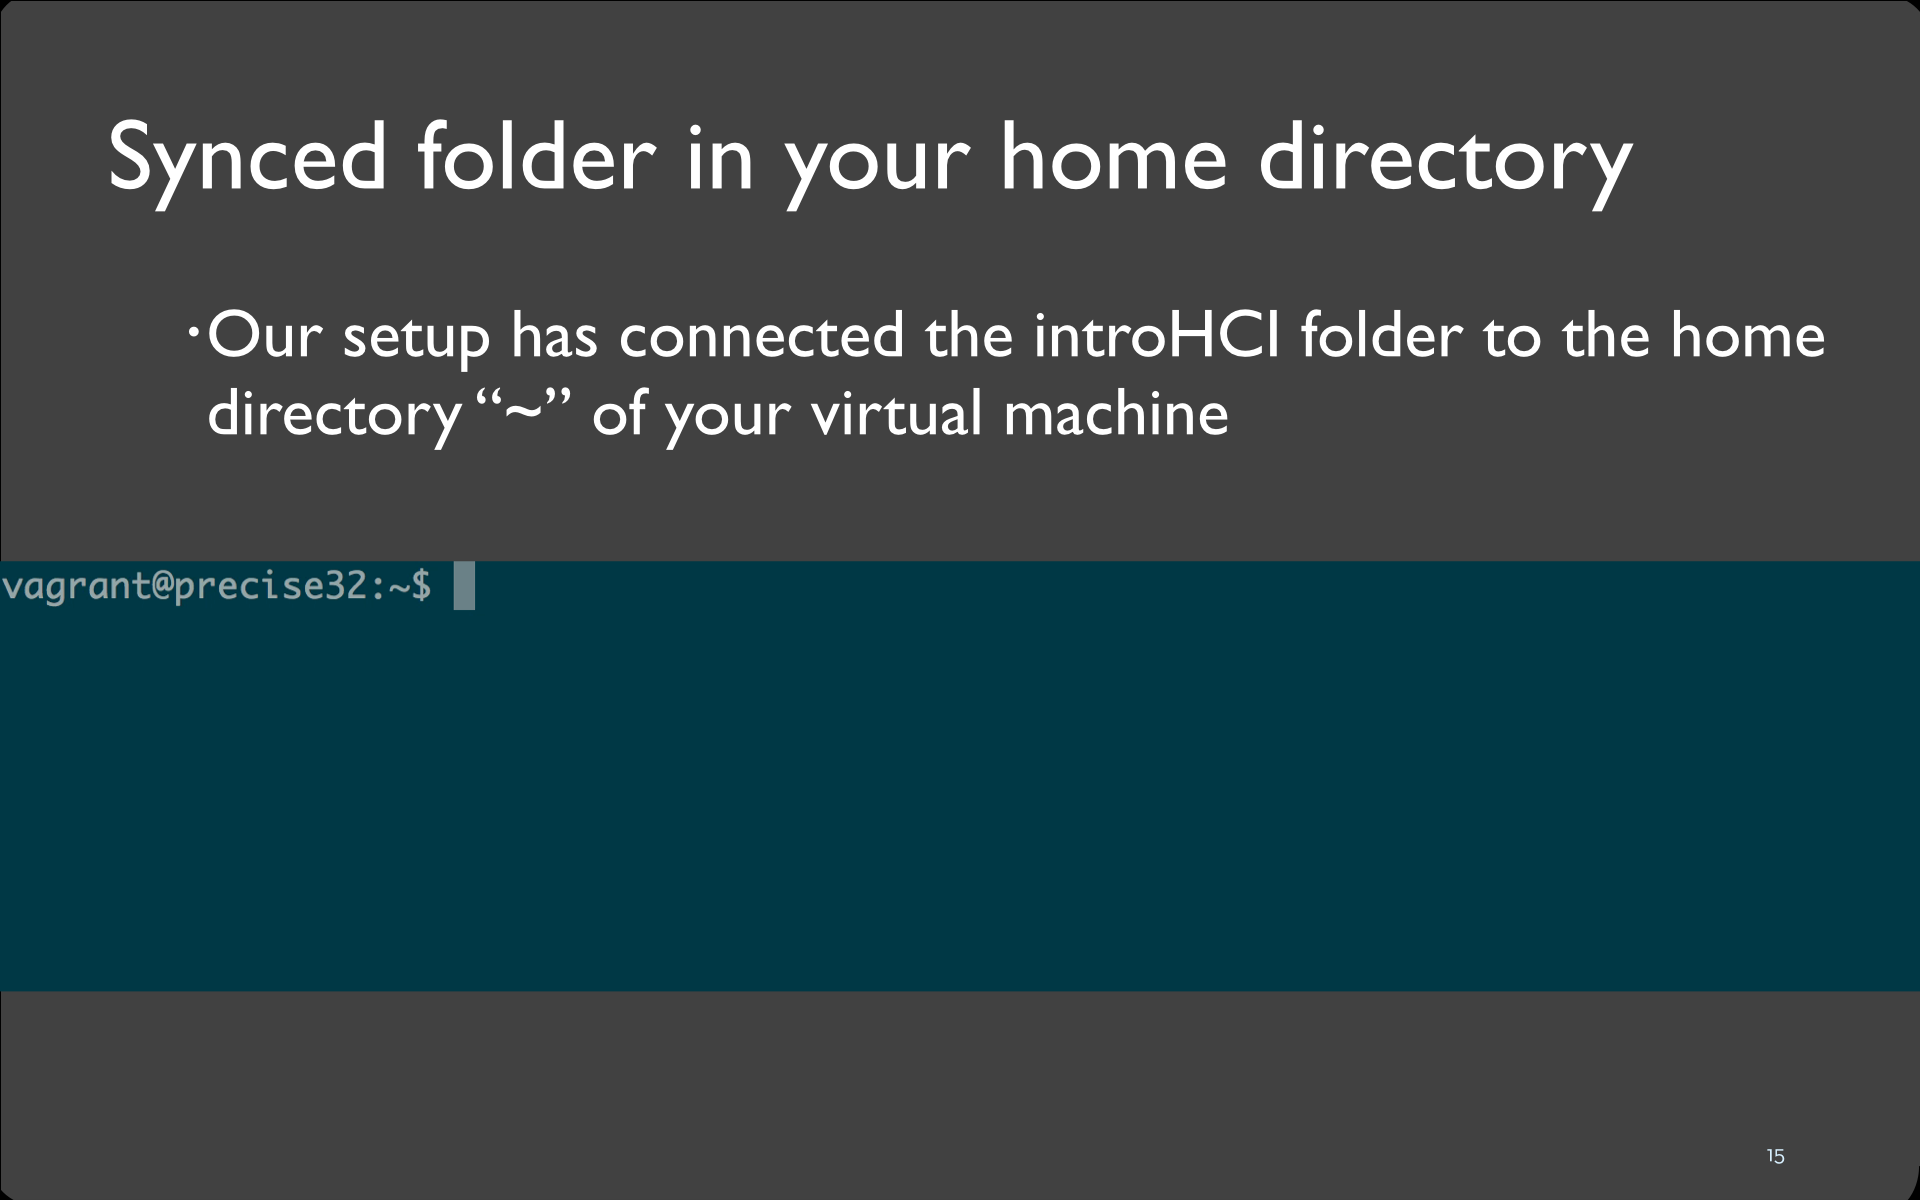 Synced folder in your home directory
•Our setup has connected the introHCI folder to the home
directory “~” of your virtual machine
vagrant@precise32:~$
15